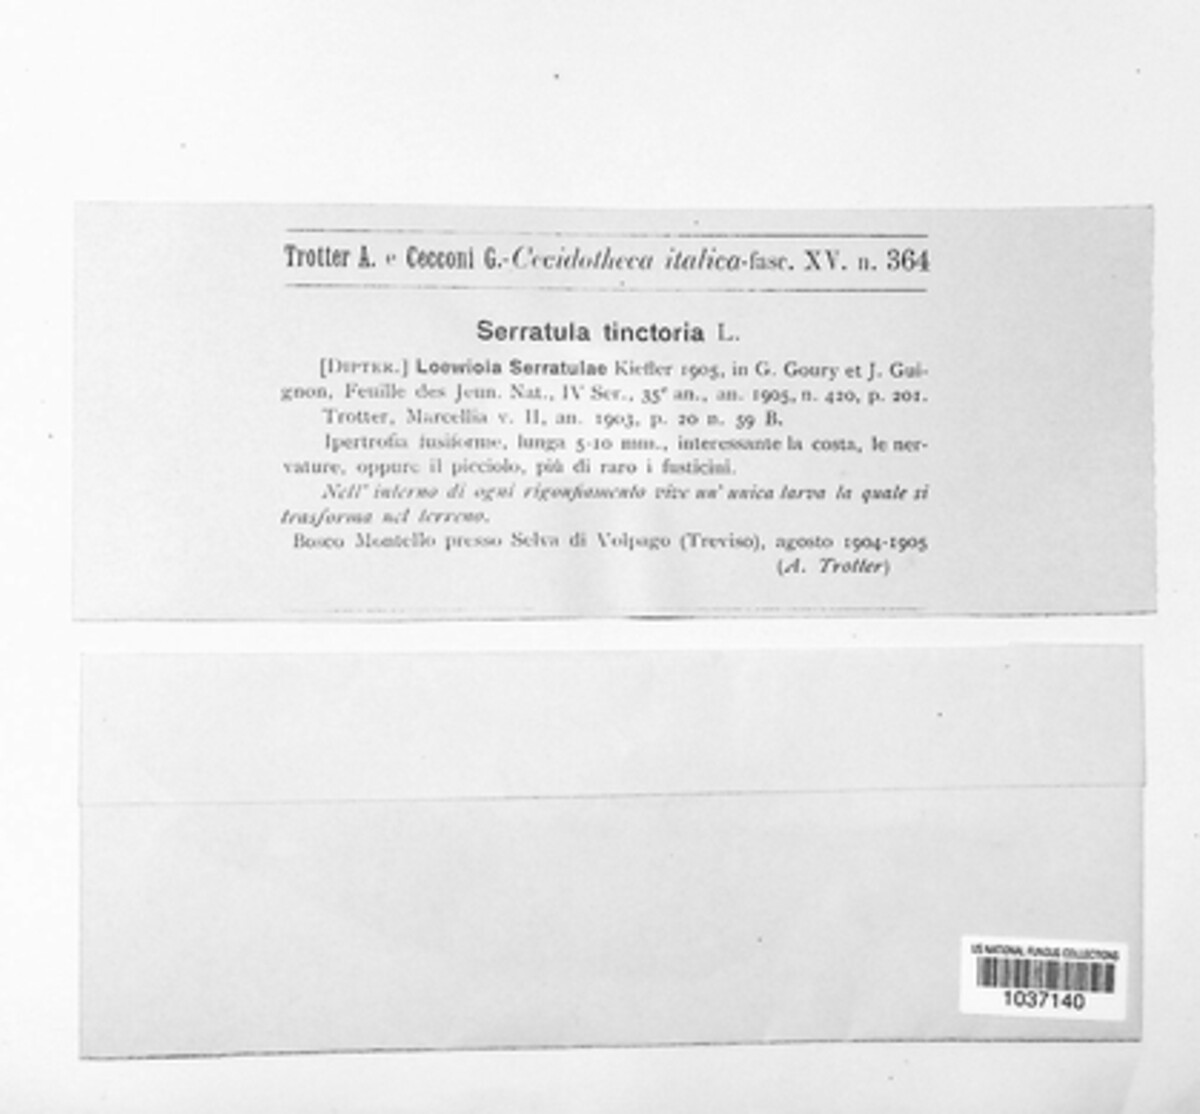 Trotter A. e Cecconi G.-Cecidotheca italica-fasc. XV. n. 364
Serratula tinctoria L.
[DIPTER.] Loewiola Serratulae Kieffer 1905, in G. Goury et J. Gui-
gnon, Feuille des Jeun. Nat., IV Ser., 35e an., an. 1905, n. 420, p. 201.
Trotter, Marcellia v. II, an. 1903, p. 20 n. 59 B.
Ipertrofia fusiforme, lunga 5-10 mm., interessante la costa, le ner-
vature, oppure il picciolo, più di raro i fusticini.
Nell' interno di ogni rigonfiamento vive un' unica larva la quale si
trasforma nel terreno.
Bosco Montello presso Selva di Volpago (Treviso), agosto 1904-1905
(A. Trotter)
US NATIONAL FUNGUS COLLECTIONS
1037140